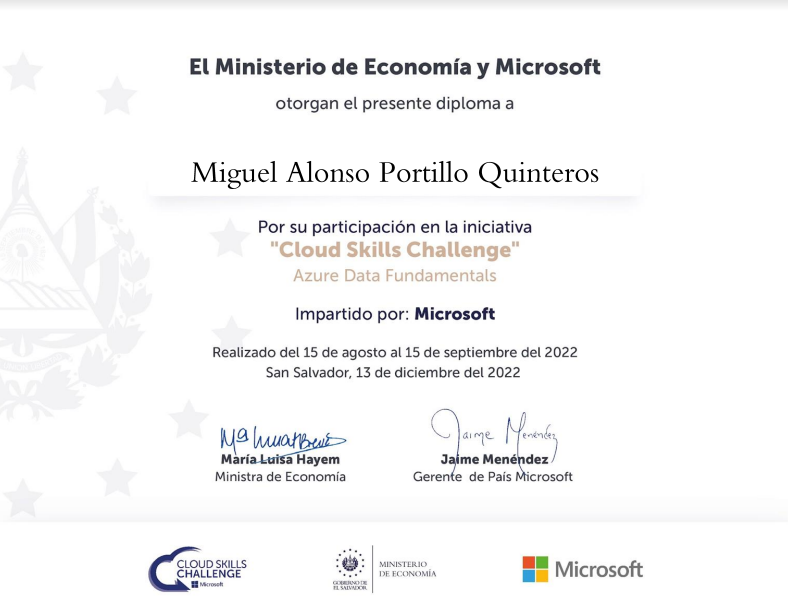 El Ministerio de Economía y Microsoft
otorgan el presente diploma a
Miguel Alonso Portillo Quinteros
Por su participación en la iniciativa
"Cloud Skills Challenge"
Azure Data Fundamentals
Impartido por: Microsoft
Realizado del 15 de agosto al 15 de septiembre del 2022
San Salvador, 13 de diciembre del 2022
Jaime Menéndez
María Luisa Hayem
Jaime Menéndez
Ministra de Economía
Gerente de País Microsoft
CLOUD SKILLS
CHALLENGE
Microsoft
GOBIERNO DE
EL SALVADOR
MINISTERIO
DE ECONOMÍA
Microsoft